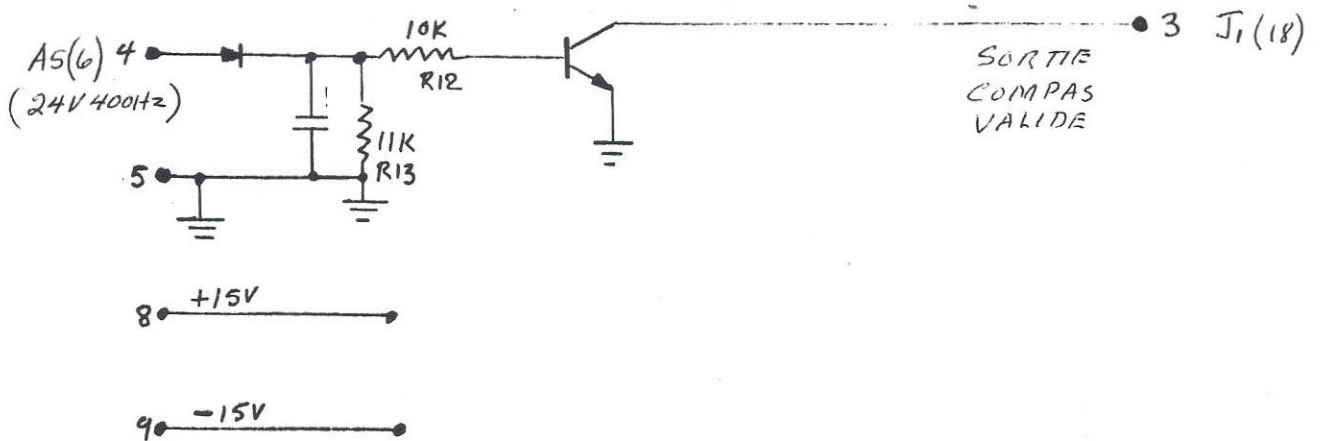 10K
3 J1(18)
A5(6) 4
(24V 400Hz)
R12
SORTIE
COMPAS
VALIDE
11K
R13
5
+15V
8
-15V
9